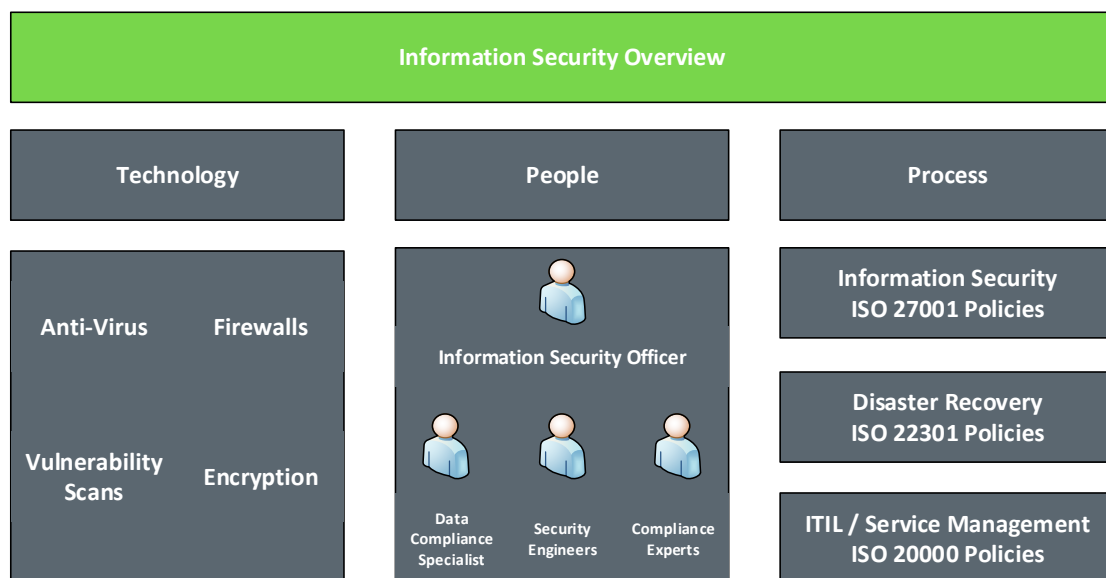 Information Security Overview
Technology
People
Process
Anti-Virus
Firewalls
Vulnerability
Scans
Encryption
Information Security Officer
Data
Compliance
Specialist
Security
Engineers
Compliance
Experts
Information Security
ISO 27001 Policies
Disaster Recovery
ISO 22301 Policies
ITIL / Service Management
ISO 20000 Policies